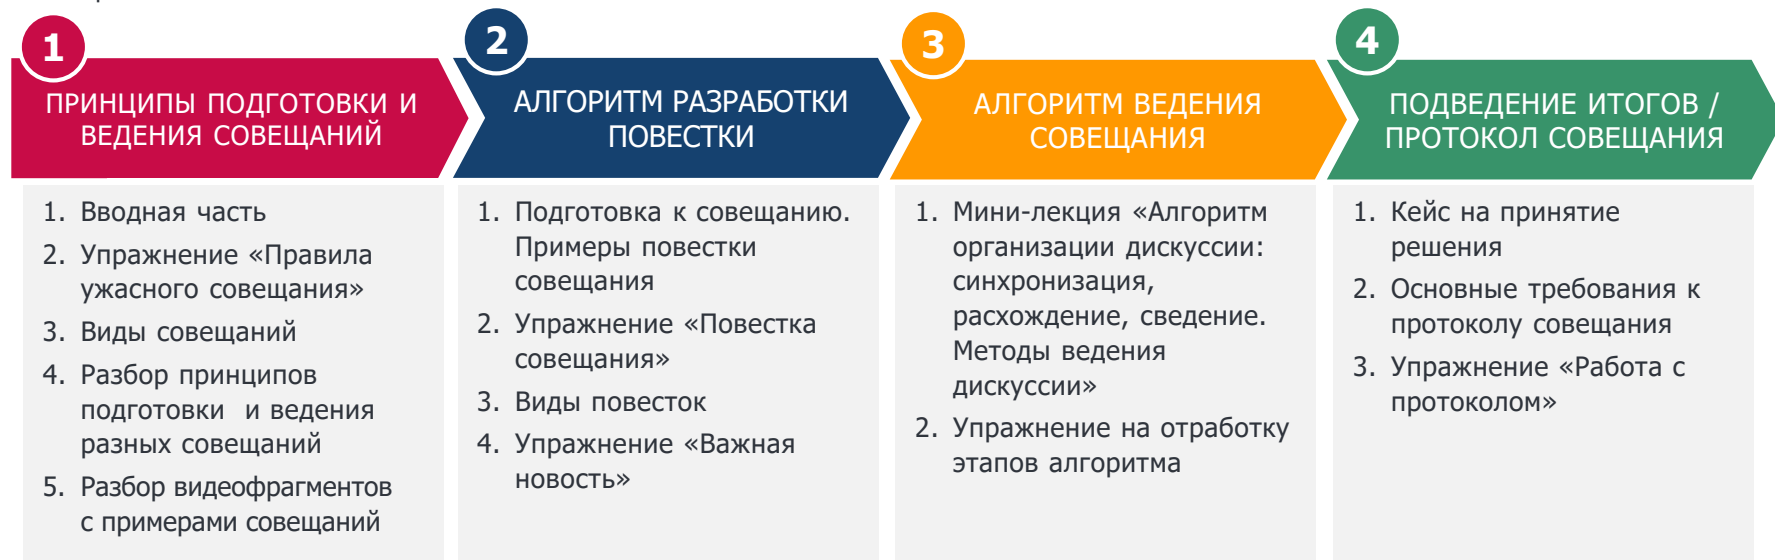 1
ПРИНЦИПЫ ПОДГОТОВКИ И
ВЕДЕНИЯ СОВЕЩАНИЙ
1. Вводная часть
2. Упражнение «Правила
ужасного совещания»
3. Виды совещаний
4. Разбор принципов
подготовки и ведения
разных совещаний
5. Разбор видеофрагментов
с примерами совещаний
2
АЛГОРИТМ РАЗРАБОТКИ
ПОВЕСТКИ
1. Подготовка к совещанию.
Примеры повестки
совещания
2. Упражнение «Повестка
совещания»
3. Виды повесток
4. Упражнение «Важная
новость»
3
АЛГОРИТМ ВЕДЕНИЯ
СОВЕЩАНИЯ
1. Мини-лекция «Алгоритм
организации дискуссии:
синхронизация,
расхождение, сведение.
Методы ведения
дискуссии»
2. Упражнение на отработку
этапов алгоритма
4
ПОДВЕДЕНИЕ ИТОГОВ /
ПРОТОКОЛ СОВЕЩАНИЯ
1. Кейс на принятие
решения
2. Основные требования к
протоколу совещания
3. Упражнение «Работа с
протоколом»